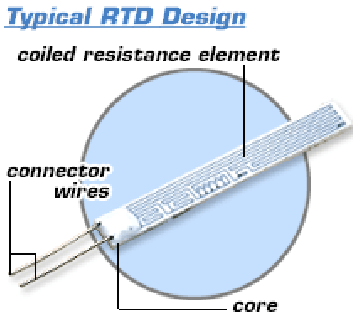 Typical RTD Design
coiled resistance element
connector
wires
core